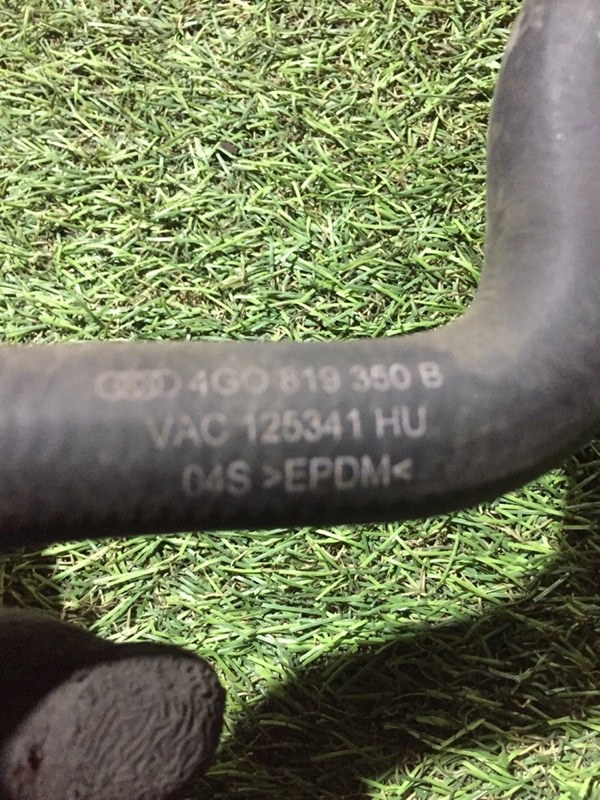 4G0 819 350 B
VAC 125341 HU
04S >EPDM<